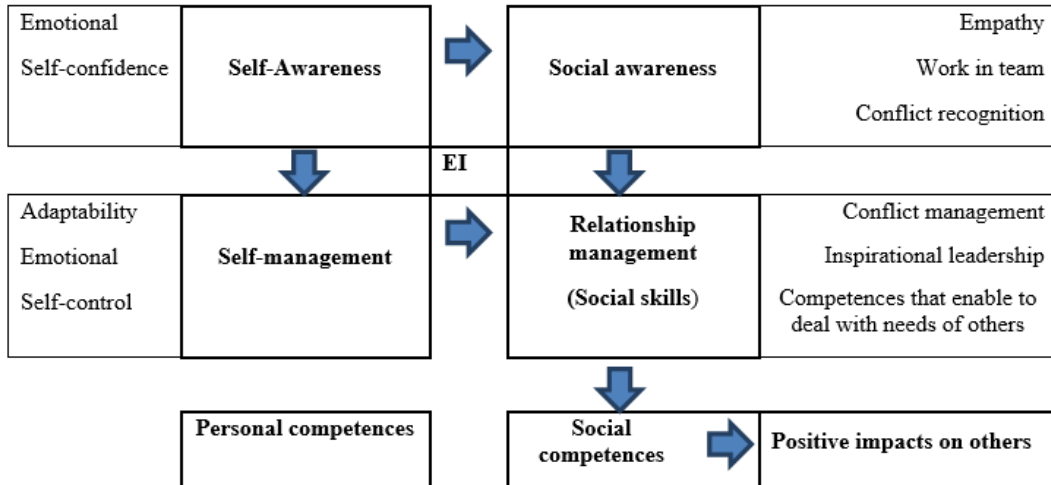 Emotional
Self-confidence
Self-Awareness
Social awareness
Empathy
Work in team
Conflict recognition
EI
Adaptability
Emotional
Self-control
Self-management
Relationship
management
(Social skills)
Conflict management
Inspirational leadership
Competences that enable to
deal with needs of others
Personal competences
Social
competences
Positive impacts on others